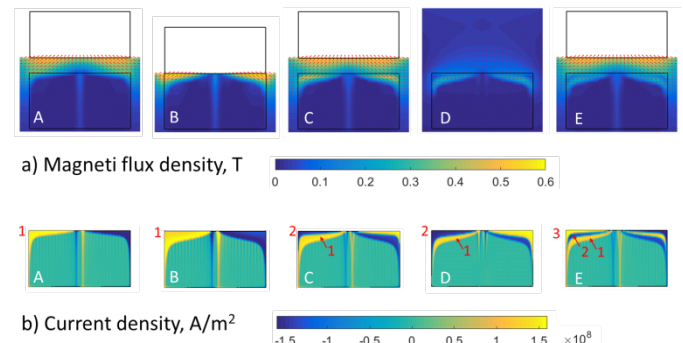 A B C D E
a) Magneti flux density, T
0 0.1 0.2 0.3 0.4 0.5 0.6
1 1 2 2 3
1 1 2 1
A B C D E
b) Current density, A/m²
-1.5 -1 -0.5 0 0.5 1 1.5 ×10⁸